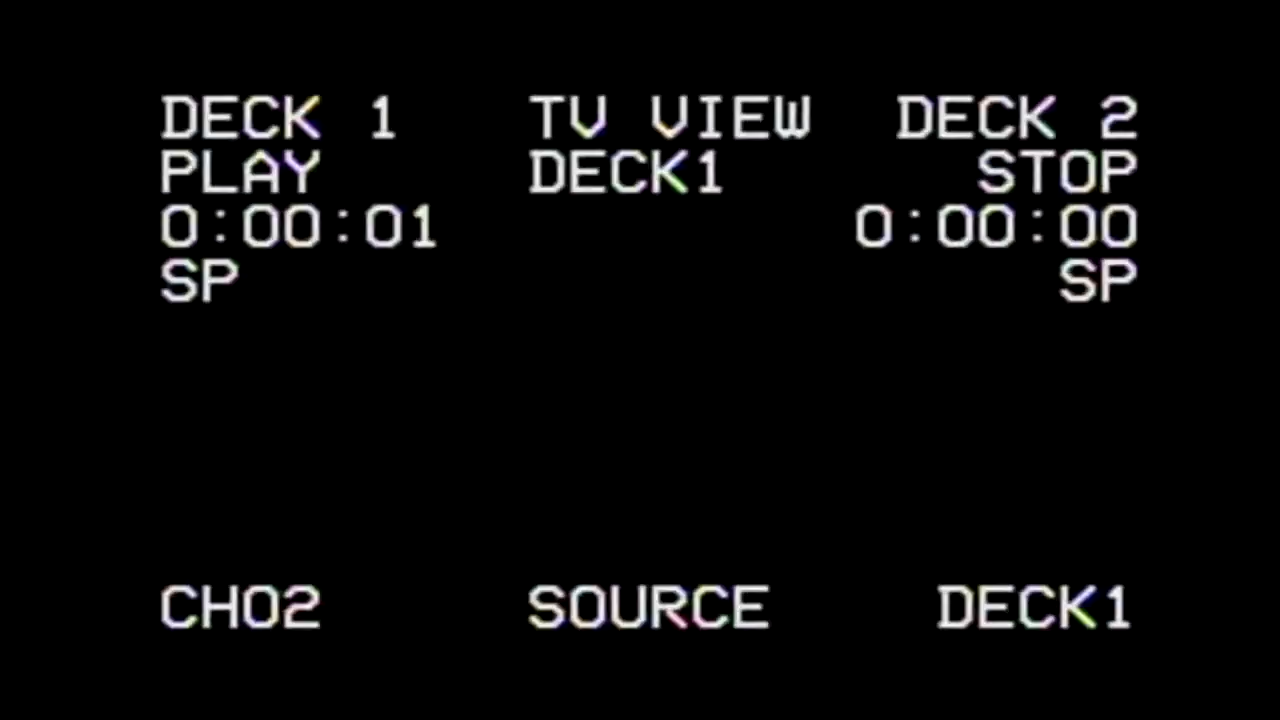 DECK 1 TV VIEW DECK 2
PLAY DECK1 STOP
0:00:01 0:00:00
SP SP
CH02 SOURCE DECK1